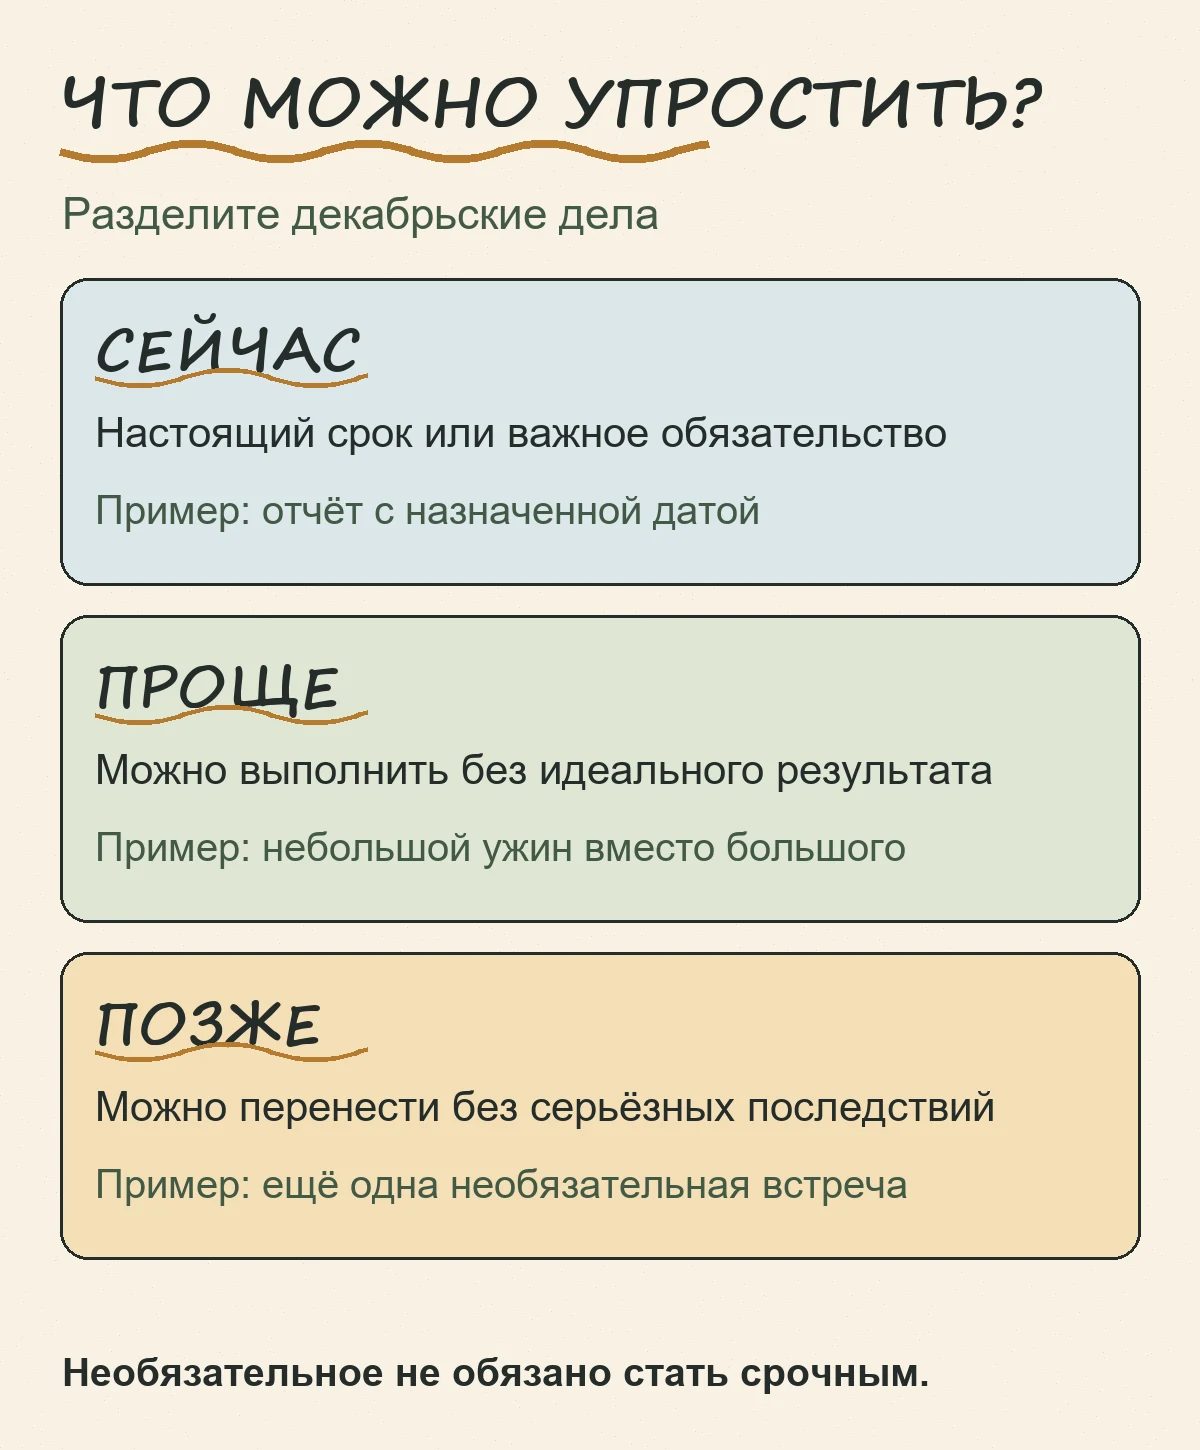 ЧТО МОЖНО УПРОСТИТЬ?
Разделите декабрьские дела
СЕЙЧАС
Настоящий срок или важное обязательство
Пример: отчёт с назначенной датой
ПРОЩЕ
Можно выполнить без идеального результата
Пример: небольшой ужин вместо большого
ПОЗЖЕ
Можно перенести без серьёзных последствий
Пример: ещё одна необязательная встреча
Необязательное не обязано стать срочным.